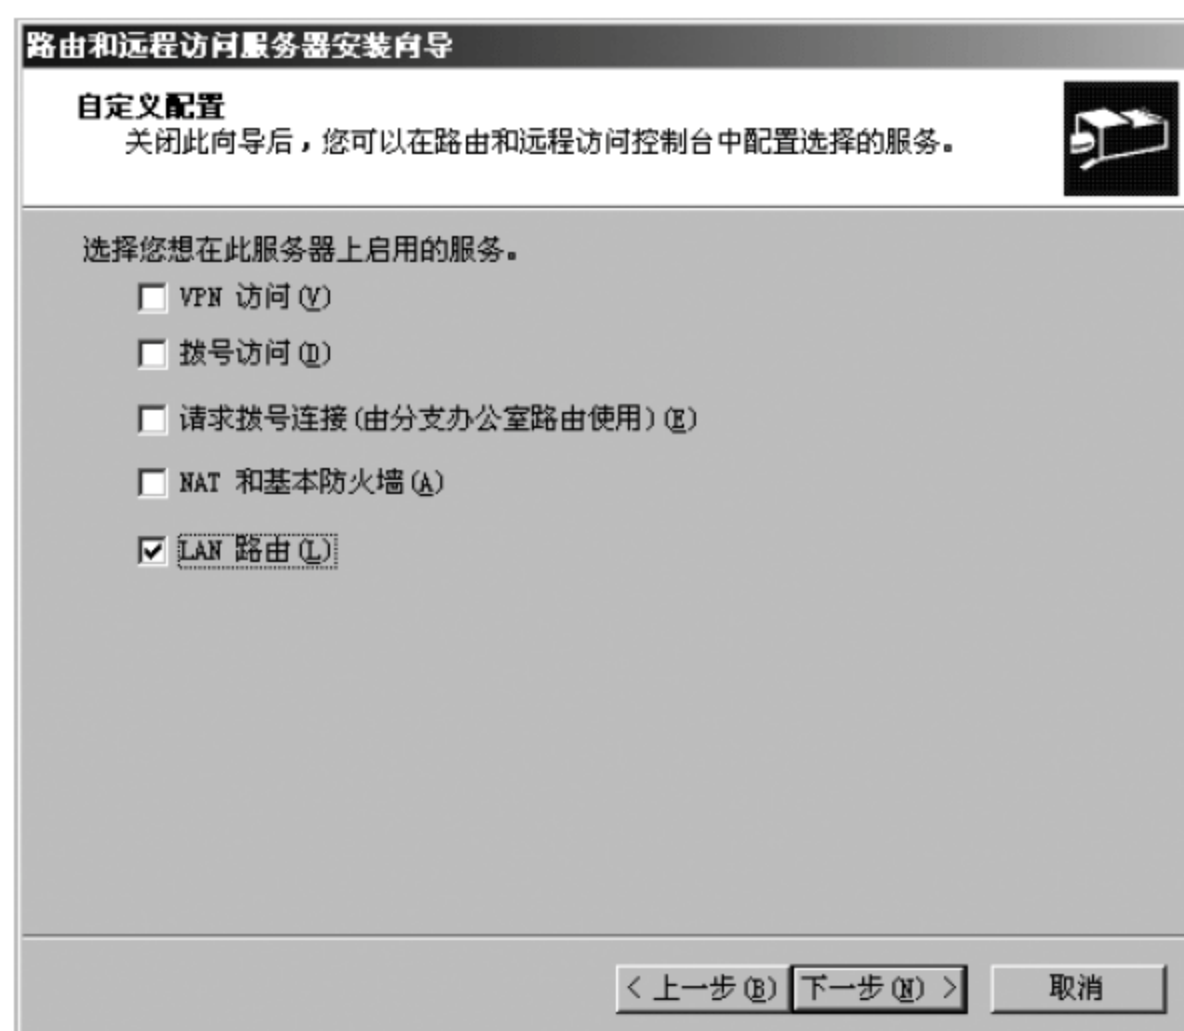 路由和远程访问服务器安装向导
自定义配置
关闭此向导后，您可以在路由和远程访问控制台中配置选择的服务。
选择您想在此服务器上启用的服务。
VPN 访问(V)
拨号访问(D)
请求拨号连接(由分支办公室路由使用)(E)
NAT 和基本防火墙(A)
LAN 路由(L)
< 上一步(B) 下一步(N) > 取消